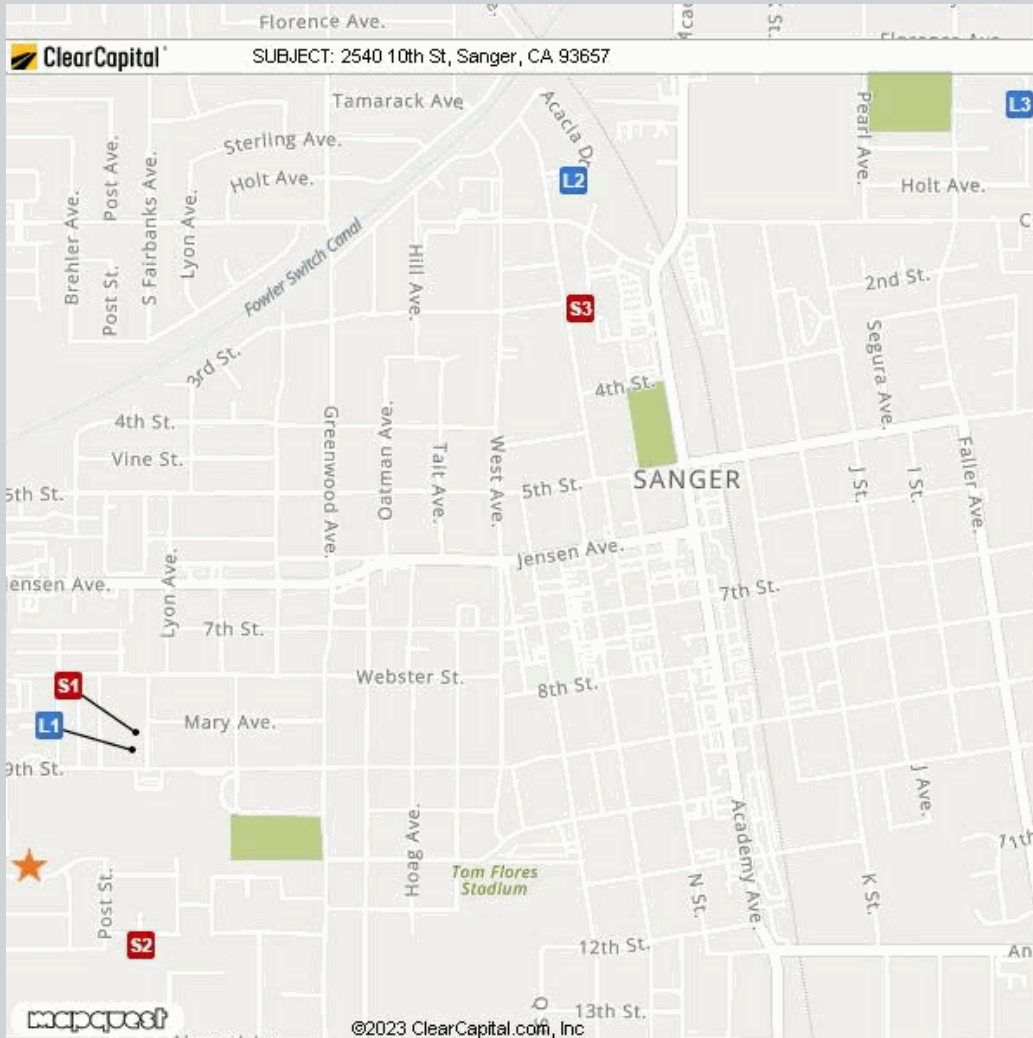 Florence Ave.
ClearCapital
SUBJECT: 2540 10th St, Sanger, CA 93657
Tamarack Ave
Acacia Dr.
Pearl Ave.
L3
Sterling Ave.
Post Ave.
S Fairbanks Ave.
Holt Ave.
L2
Holt Ave.
Brehler Ave.
Lyon Ave.
Fowler Switch Canal
Hill Ave.
Post St.
2nd St.
S3
3rd St.
Segura Ave.
4th St.
4th St.
Greenwood Ave.
Oatman Ave.
Tait Ave.
West Ave.
Vine St.
5th St.
5th St.
SANGER
J St.
I St.
Faller Ave.
Jensen Ave.
Lyon Ave.
ensen Ave.
7th St.
7th St.
Webster St.
8th St.
S1
L1
Mary Ave.
9th St.
J Ave.
Academy Ave.
11th
Hoag Ave.
Tom Flores
Stadium
Post St.
N St.
K St.
S2
12th St.
An
13th St.
mapquest
©2023 ClearCapital.com, Inc